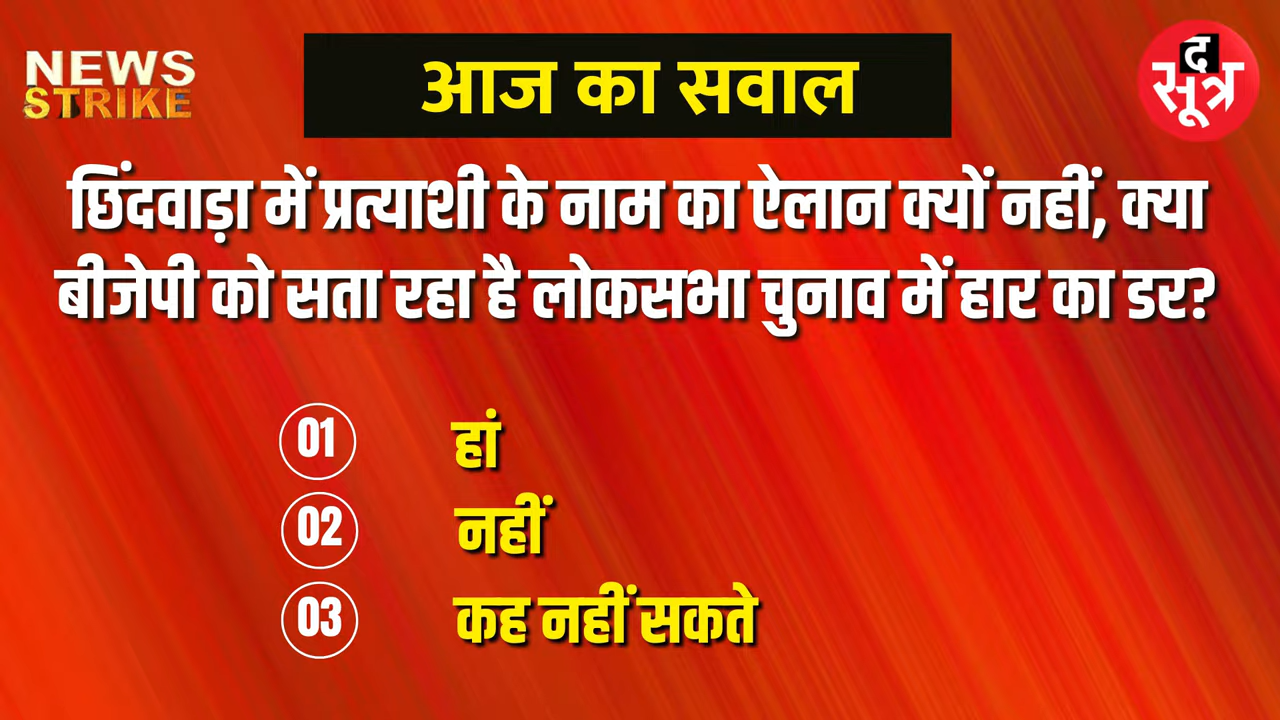 NEWS
STRIKE
आज का सवाल
द
सूत्र
छिंदवाड़ा में प्रत्याशी के नाम का ऐलान क्यों नहीं, क्या
बीजेपी को सता रहा है लोकसभा चुनाव में हार का डर?
01 हां
02 नहीं
03 कह नहीं सकते